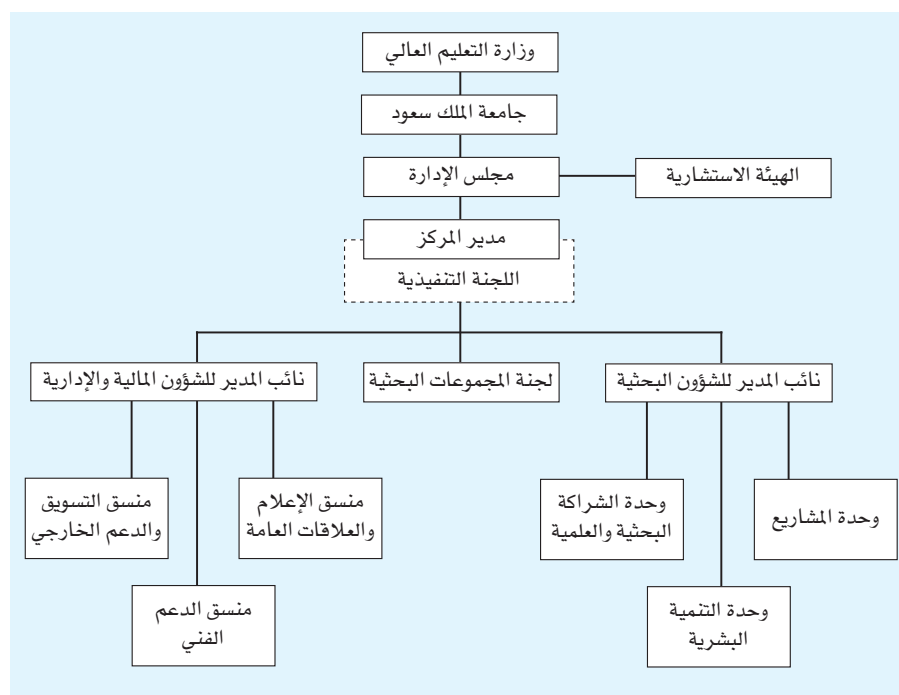 وزارة التعليم العالي
جامعة الملك سعود
مجلس الإدارة
الهيئة الاستشارية
مدير المركز
اللجنة التنفيذية
نائب المدير للشؤون البحثية
لجنة المجموعات البحثية
نائب المدير للشؤون المالية والإدارية
وحدة المشاريع
وحدة الشراكة
البحثية والعلمية
منسق الإعلام
والعلاقات العامة
منسق التسويق
والدعم الخارجي
وحدة التنمية
البشرية
منسق الدعم
الفني